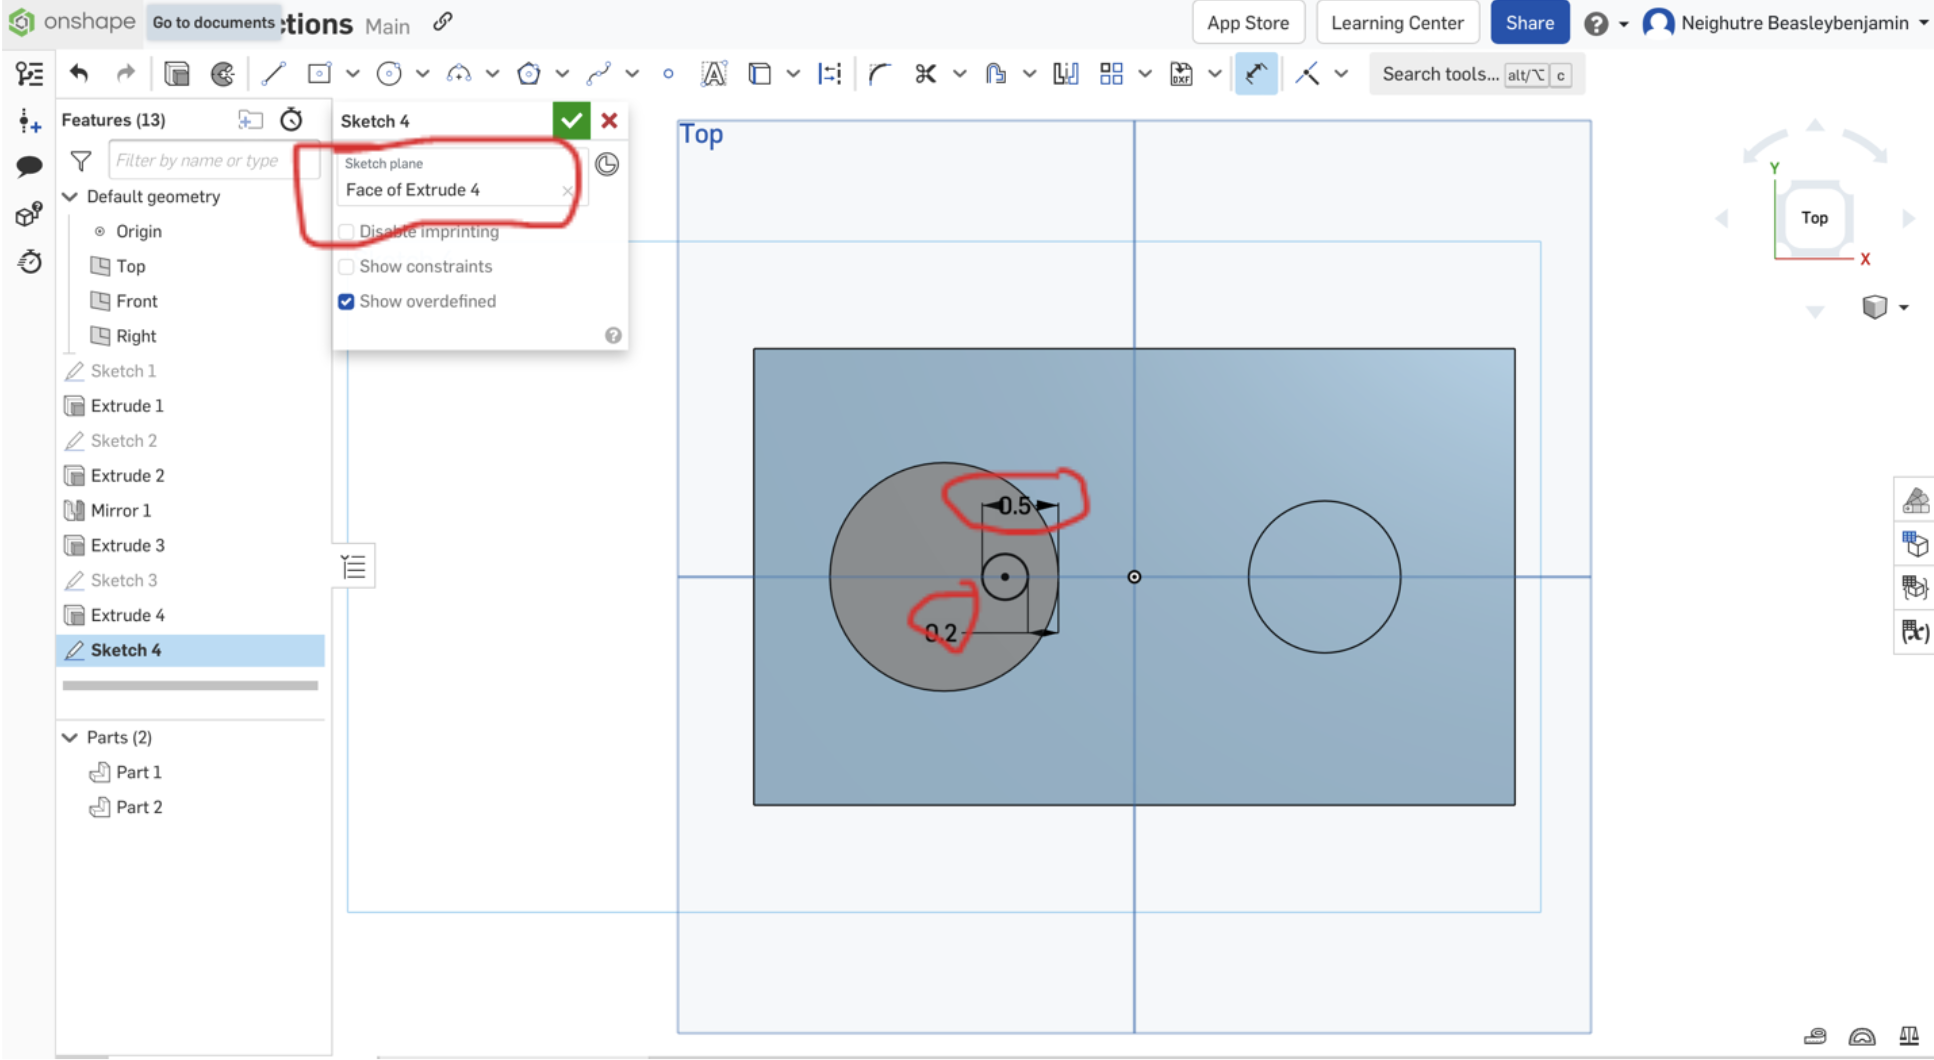 onshape Go to documents ctions Main App Store Learning Center Share Neighutre Beasleybenjamin
DXF Search tools... alt/⌥ c
Features (13)
Filter by name or type
Default geometry
Origin
Top
Front
Right
Sketch 1
Extrude 1
Sketch 2
Extrude 2
Mirror 1
Extrude 3
Sketch 3
Extrude 4
Sketch 4
Parts (2)
Part 1
Part 2
Sketch 4
Sketch plane
Face of Extrude 4
Disable imprinting
Show constraints
Show overdefined
Top
0.5
0.2
Y
Top
X
(x)